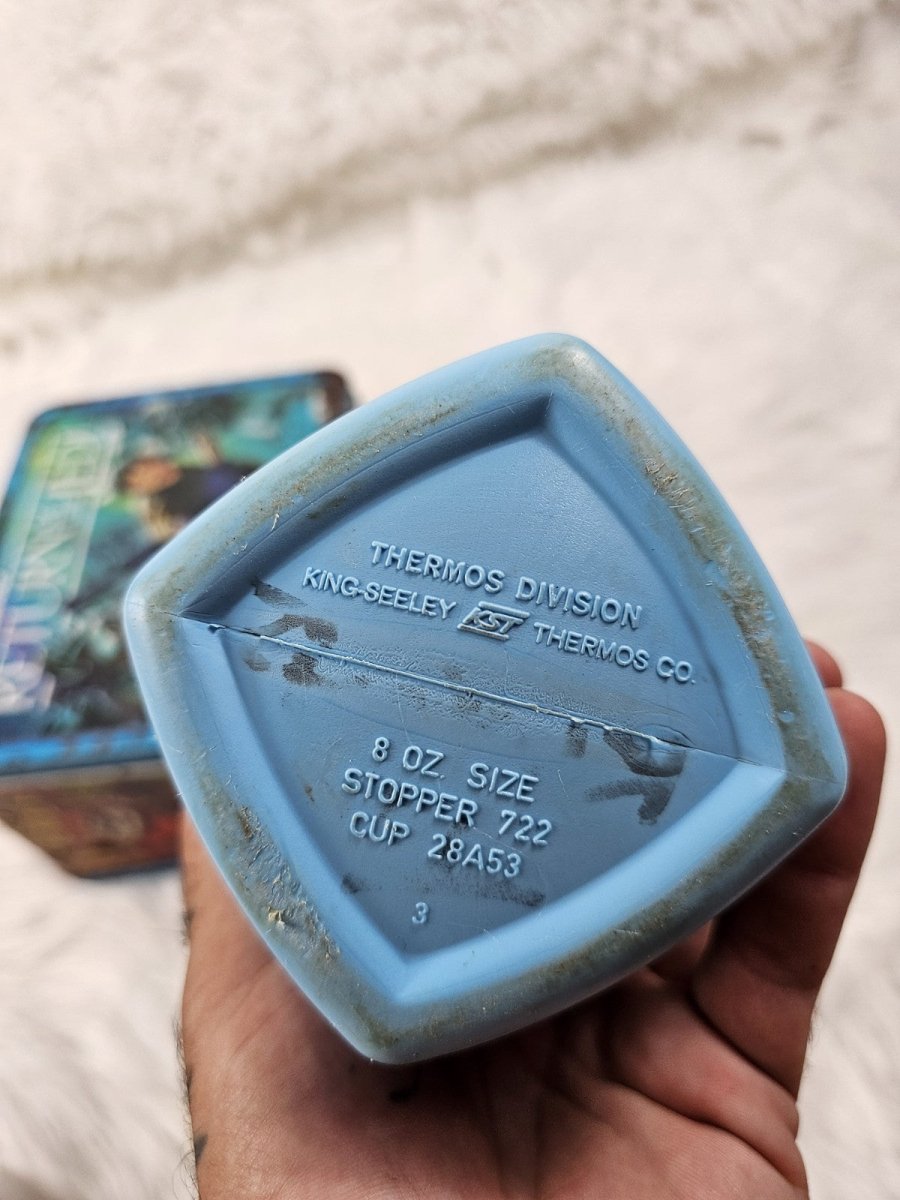 THERMOS DIVISION
KING-SEELEY KST THERMOS CO.
8 OZ. SIZE
STOPPER 722
CUP 28A53
3